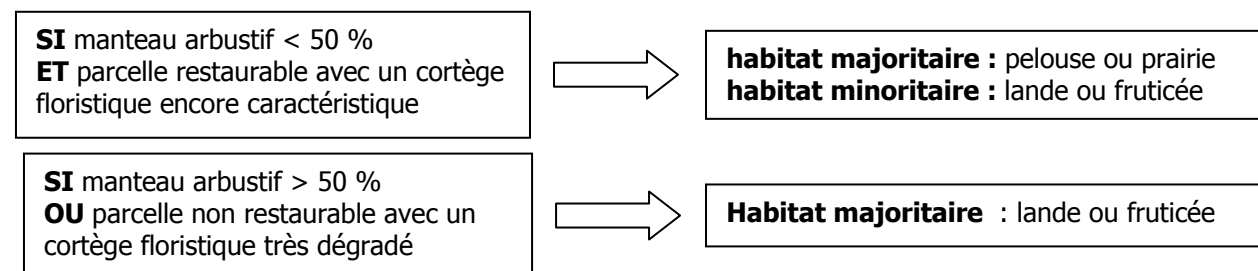 SI manteau arbustif < 50 %
ET parcelle restaurable avec un cortège
floristique encore caractéristique
habitat majoritaire : pelouse ou prairie
habitat minoritaire : lande ou fruticée
SI manteau arbustif > 50 %
OU parcelle non restaurable avec un
cortège floristique très dégradé
Habitat majoritaire : lande ou fruticée